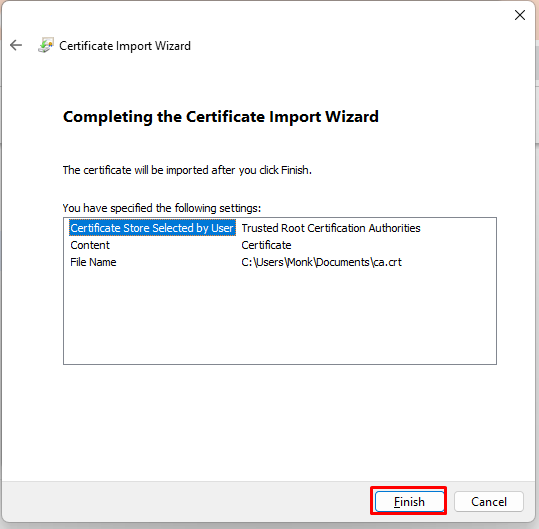 Certificate Import Wizard
Completing the Certificate Import Wizard
The certificate will be imported after you click Finish.
You have specified the following settings:
Certificate Store Selected by User Trusted Root Certification Authorities
Content Certificate
File Name C:\Users\Monk\Documents\ca.crt
Finish Cancel